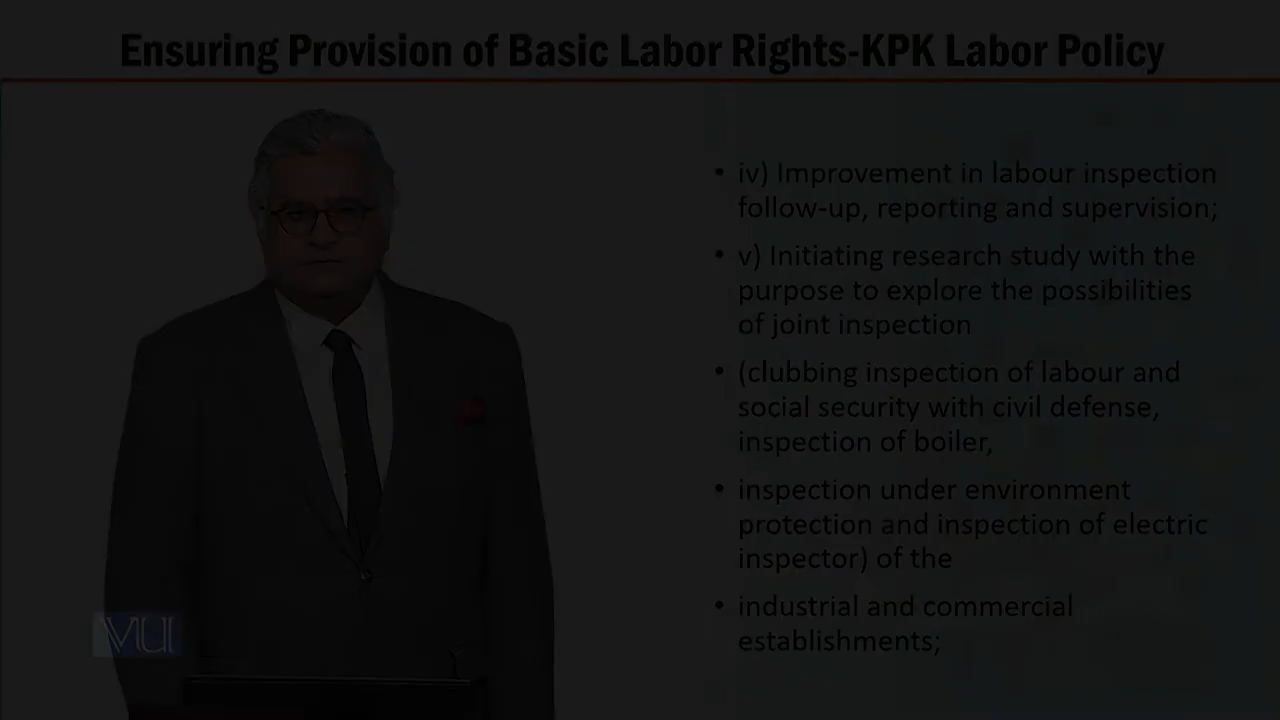 Ensuring Provision of Basic Labor Rights-KPK Labor Policy
• iv) Improvement in labour inspection
follow-up, reporting and supervision;
• v) Initiating research study with the
purpose to explore the possibilities
of joint inspection
• (clubbing inspection of labour and
social security with civil defense,
inspection of boiler,
• inspection under environment
protection and inspection of electric
inspector) of the
• industrial and commercial
establishments;
VU